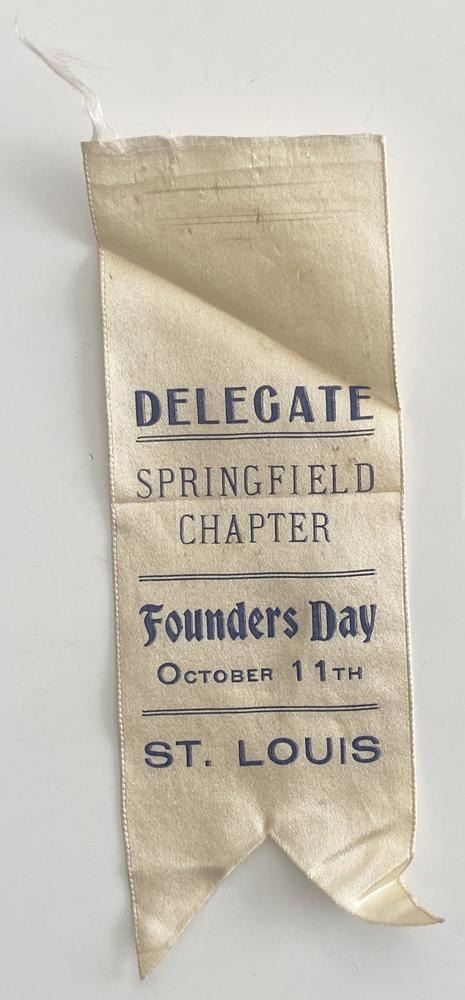 DELEGATE
SPRINGFIELD
CHAPTER
Founders Day
OCTOBER 11TH
ST. LOUIS